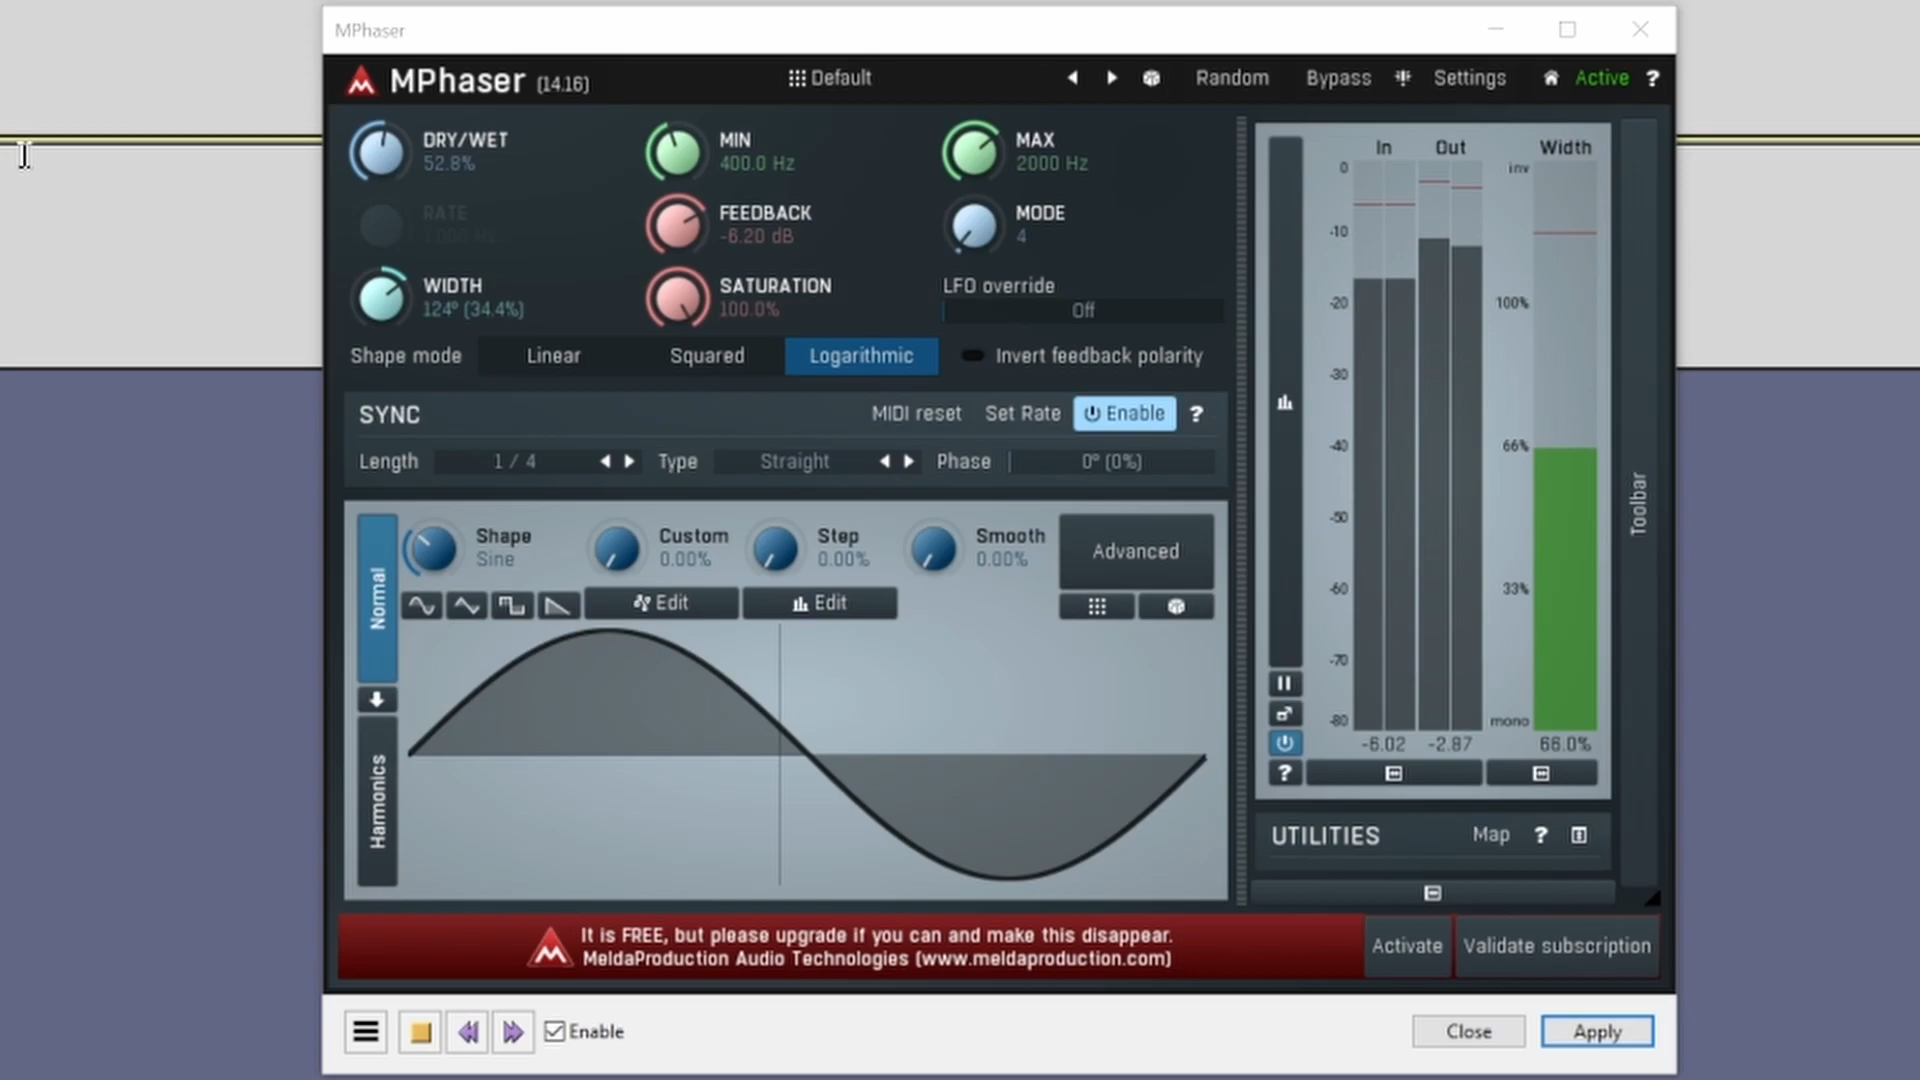 MPhaser
MPhaser (14.16)
Default
Random
Bypass
Settings
Active
?
DRY/WET
52.8%
MIN
400.0 Hz
MAX
2000 Hz
RATE
FEEDBACK
-6.20 dB
MODE
4
WIDTH
124° (34.4%)
SATURATION
100.0%
LFO override
Off
Shape mode
Linear
Squared
Logarithmic
Invert feedback polarity
SYNC
MIDI reset
Set Rate
Enable
?
Length
1 / 4
Type
Straight
Phase
0° (0%)
Normal
Harmonics
Shape
Sine
Custom
0.00%
Step
0.00%
Smooth
0.00%
Advanced
Edit
Edit
In
Out
Width
0
-10
-20
-30
-40
-50
-60
-70
-80
inv
100%
66%
33%
mono
-6.02
-2.87
66.0%
?
Toolbar
UTILITIES
Map
?
It is FREE, but please upgrade if you can and make this disappear.
MeldaProduction Audio Technologies (www.meldaproduction.com)
Activate
Validate subscription
Enable
Close
Apply